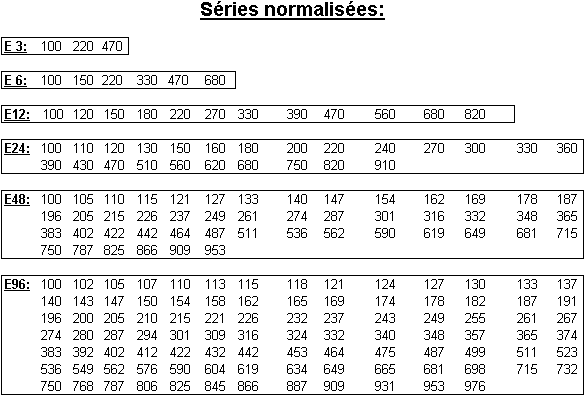 Séries normalisées:
E 3: 100 220 470
E 6: 100 150 220 330 470 680
E12: 100 120 150 180 220 270 330 390 470 560 680 820
E24: 100 110 120 130 150 160 180 200 220 240 270 300 330 360
390 430 470 510 560 620 680 750 820 910
E48: 100 105 110 115 121 127 133 140 147 154 162 169 178 187
196 205 215 226 237 249 261 274 287 301 316 332 348 365
383 402 422 442 464 487 511 536 562 590 619 649 681 715
750 787 825 866 909 953
E96: 100 102 105 107 110 113 115 118 121 124 127 130 133 137
140 143 147 150 154 158 162 165 169 174 178 182 187 191
196 200 205 210 215 221 226 232 237 243 249 255 261 267
274 280 287 294 301 309 316 324 332 340 348 357 365 374
383 392 402 412 422 432 442 453 464 475 487 499 511 523
536 549 562 576 590 604 619 634 649 665 681 698 715 732
750 768 787 806 825 845 866 887 909 931 953 976